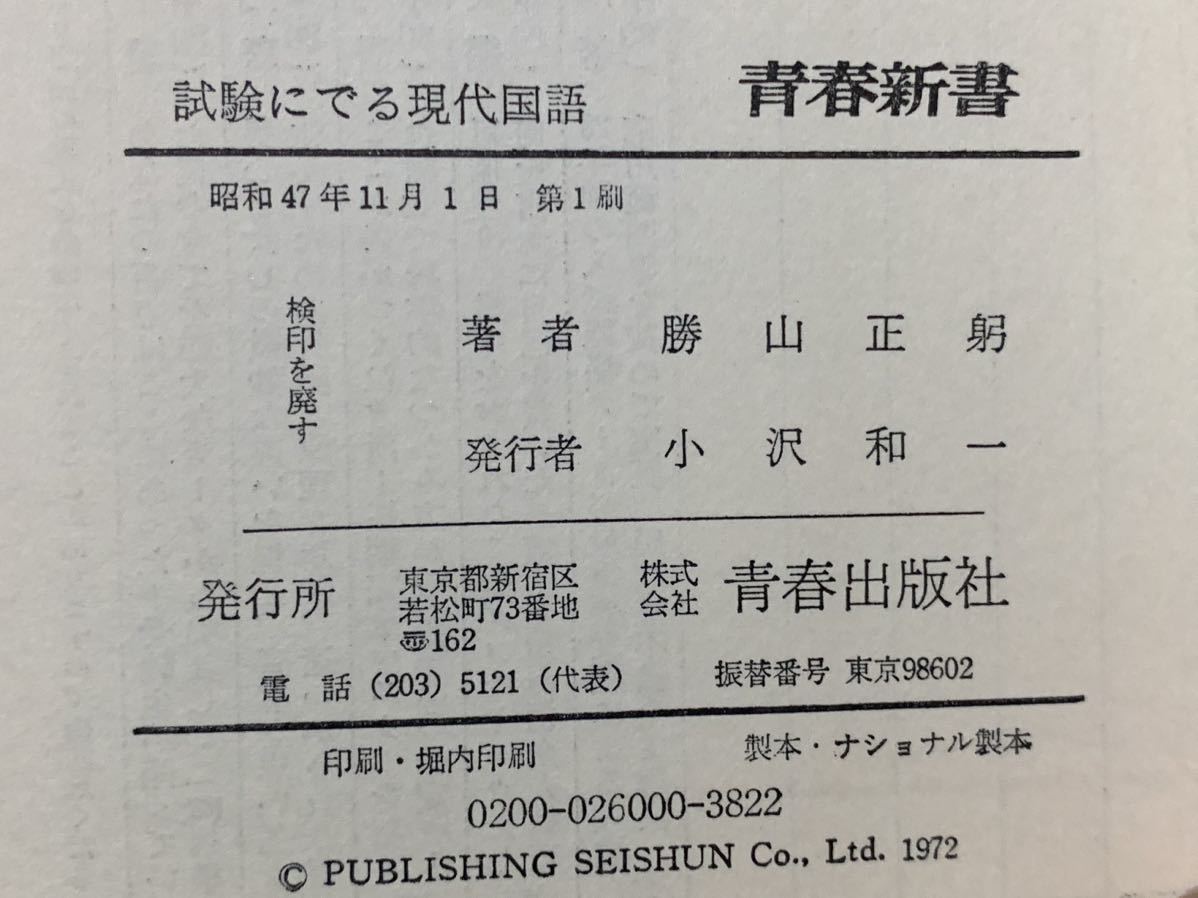 試験にでる現代国語
青春新書
昭和47年11月1日 第1刷
検印を廃す
著者 勝山正躬
発行者 小沢和一
発行所
東京都新宿区
若松町73番地
〠162
株式
会社
青春出版社
電話(203)5121(代表)
振替番号 東京98602
印刷・堀内印刷
製本・ナショナル製本
0200-026000-3822
© PUBLISHING SEISHUN Co., Ltd. 1972